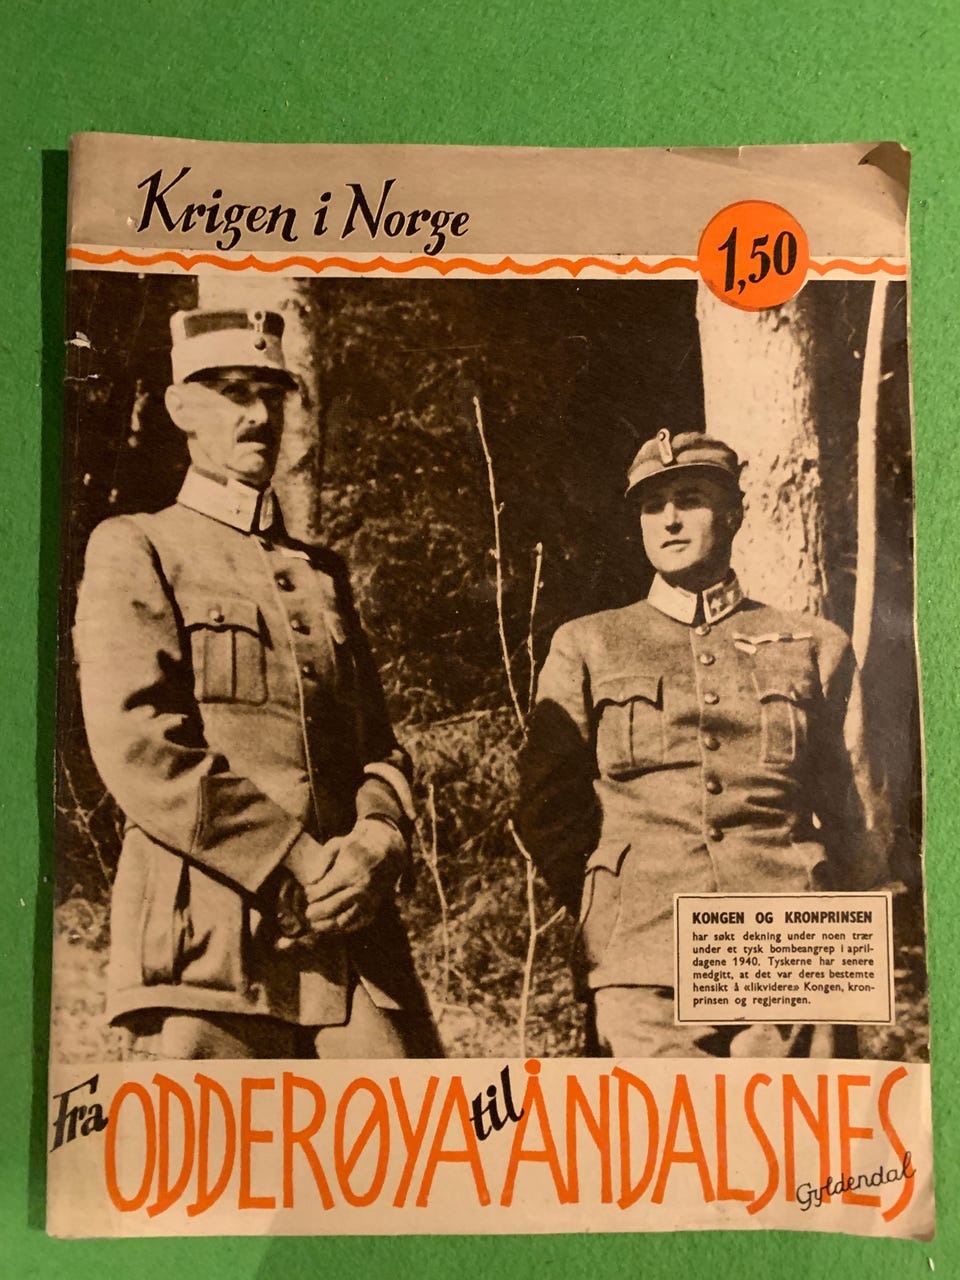 Krigen i Norge
1,50
KONGEN OG KRONPRINSEN
har søkt dekning under noen trær
under et tysk bombeangrep i april-
dagene 1940. Tyskerne har senere
medgitt, at det var deres bestemte
hensikt å «likvidere» Kongen, kron-
prinsen og regjeringen.
Fra ODDERØYA til ÅNDALSNES
Gyldendal